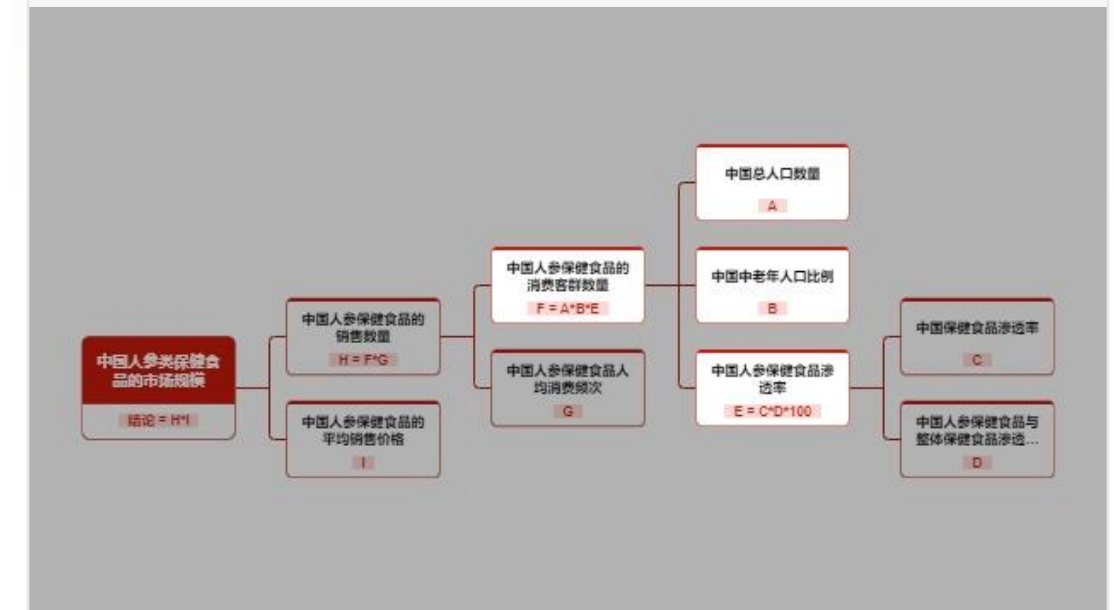 中国总人口数量
A
中国人参保健食品的
消费客群数量
F = A*B*E
中国中老年人口比例
B
中国人参保健食品的
销售数量
H = F*G
中国保健食品渗透率
C
中国人参类保健食
品的市场规模
结论 = H*I
中国人参保健食品人
均消费频次
G
中国人参保健食品渗
透率
E = C*D*100
中国人参保健食品的
平均销售价格
I
中国人参保健食品与
整体保健食品渗透...
D